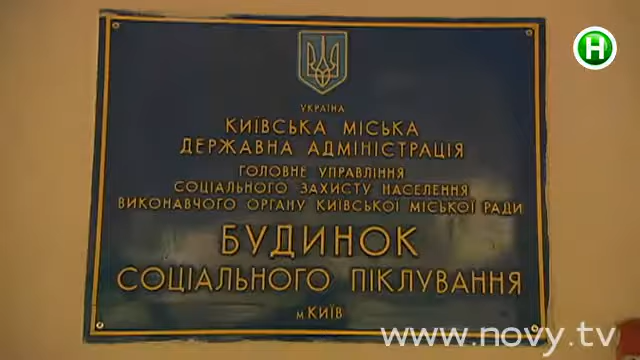 Н
УКРАЇНА
КИЇВСЬКА МІСЬКА
ДЕРЖАВНА АДМІНІСТРАЦІЯ
ГОЛОВНЕ УПРАВЛІННЯ
СОЦІАЛЬНОГО ЗАХИСТУ НАСЕЛЕННЯ
ВИКОНАВЧОГО ОРГАНУ КИЇВСЬКОЇ МІСЬКОЇ РАДИ
БУДИНОК
СОЦІАЛЬНОГО ПІКЛУВАННЯ
м.КИЇВ
www.novy.tv